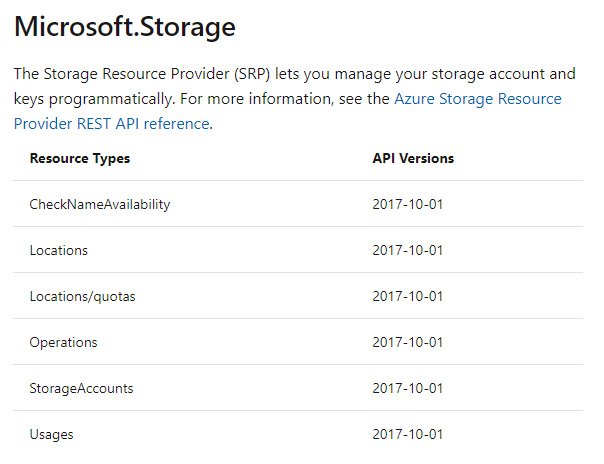 Microsoft.Storage
The Storage Resource Provider (SRP) lets you manage your storage account and
keys programmatically. For more information, see the Azure Storage Resource
Provider REST API reference.
Resource Types API Versions
CheckNameAvailability 2017-10-01
Locations 2017-10-01
Locations/quotas 2017-10-01
Operations 2017-10-01
StorageAccounts 2017-10-01
Usages 2017-10-01